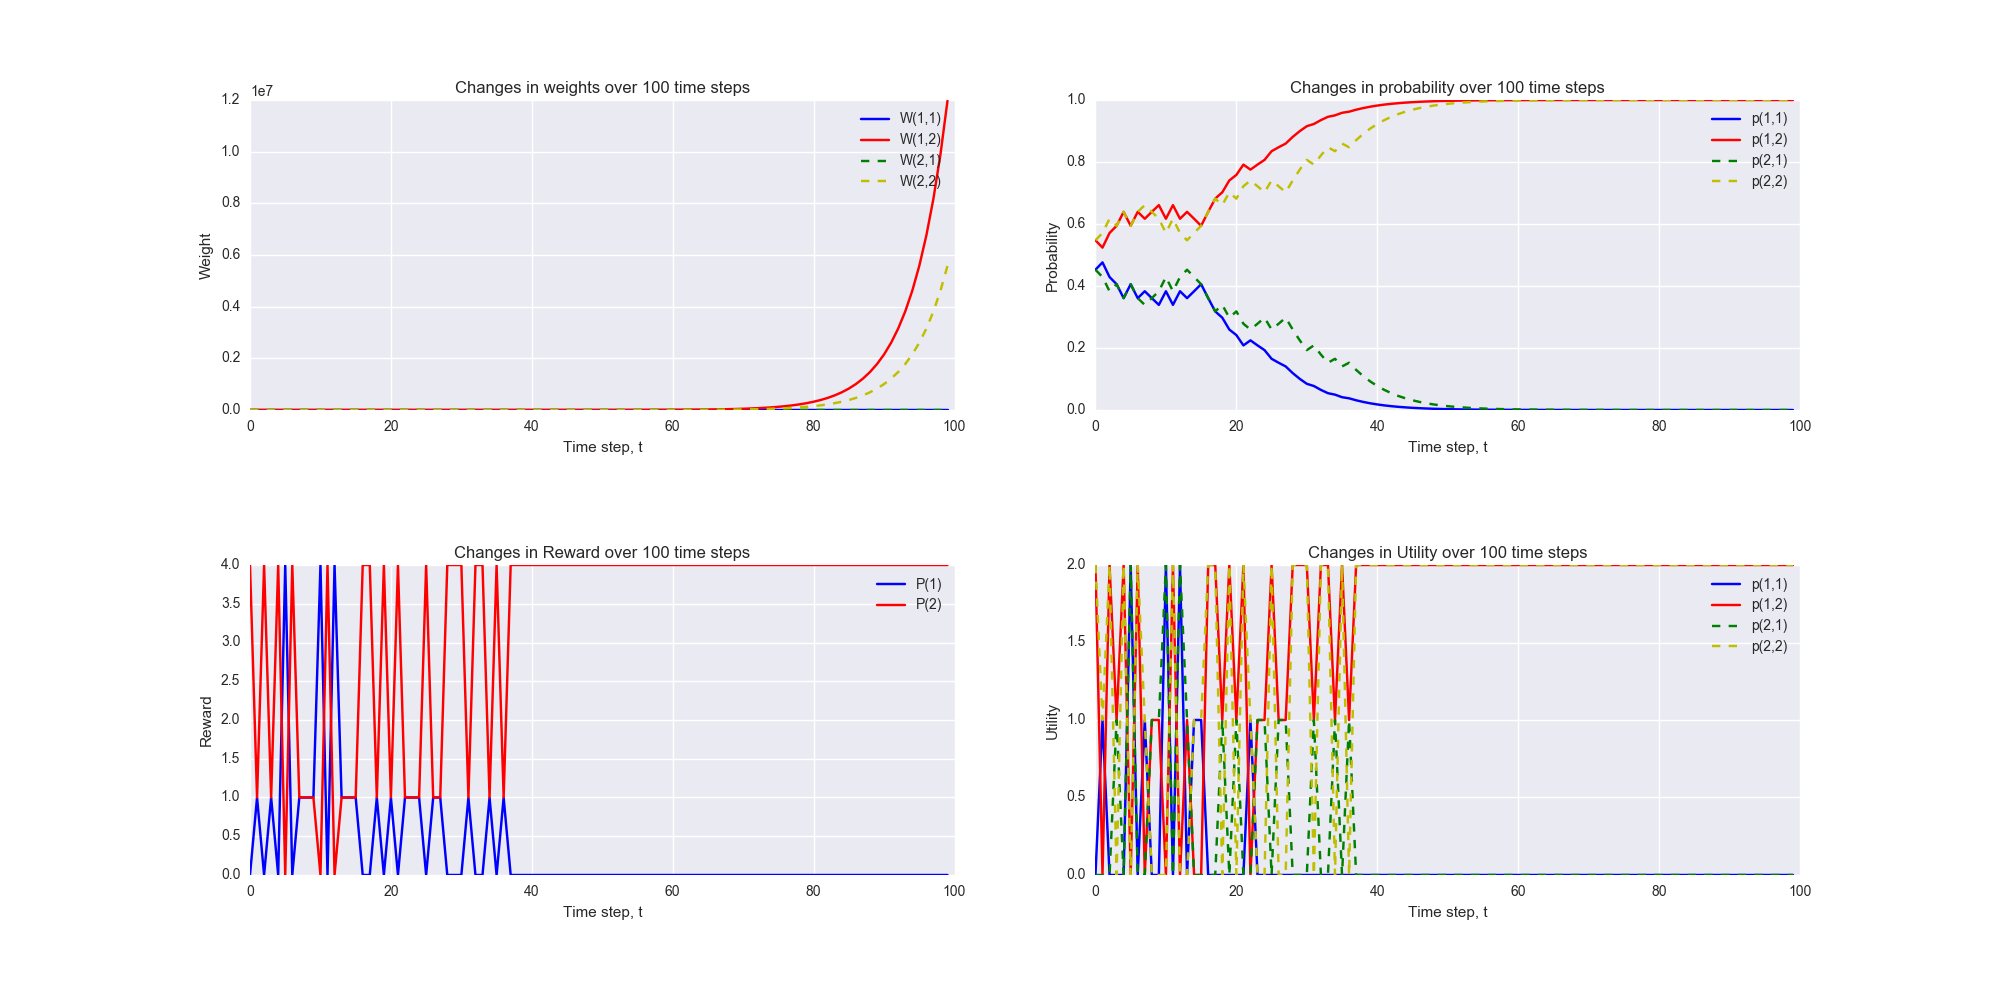 Changes in weights over 100 time steps
1e7
1.2
1.0
0.8
0.6
0.4
0.2
0.0
Weight
0 20 40 60 80 100
Time step, t
W(1,1)
W(1,2)
W(2,1)
W(2,2)
Changes in probability over 100 time steps
1.0
0.8
0.6
0.4
0.2
0.0
Probability
0 20 40 60 80 100
Time step, t
p(1,1)
p(1,2)
p(2,1)
p(2,2)
Changes in Reward over 100 time steps
4.0
3.5
3.0
2.5
2.0
1.5
1.0
0.5
0.0
Reward
0 20 40 60 80 100
Time step, t
P(1)
P(2)
Changes in Utility over 100 time steps
2.0
1.5
1.0
0.5
0.0
Utility
0 20 40 60 80 100
Time step, t
p(1,1)
p(1,2)
p(2,1)
p(2,2)